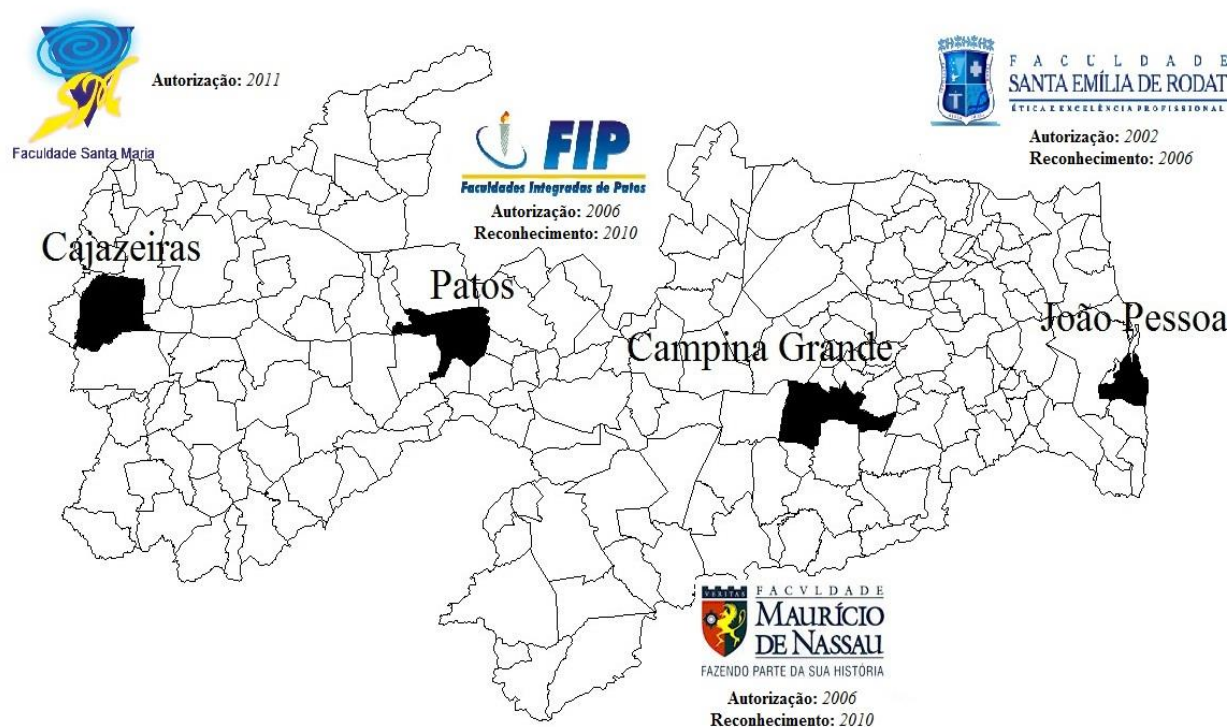 Faculdade Santa Maria
Autorização: 2011
FIP
Faculdades Integradas de Patos
Autorização: 2006
Reconhecimento: 2010
FACULDADE
SANTA EMÍLIA DE RODAT
ÉTICA E EXCELÊNCIA PROFISSIONAL
Autorização: 2002
Reconhecimento: 2006
Cajazeiras
Patos
Campina Grande
João Pessoa
VERITAS
FACVLDADE
MAURÍCIO
DE NASSAU
FAZENDO PARTE DA SUA HISTÓRIA
Autorização: 2006
Reconhecimento: 2010